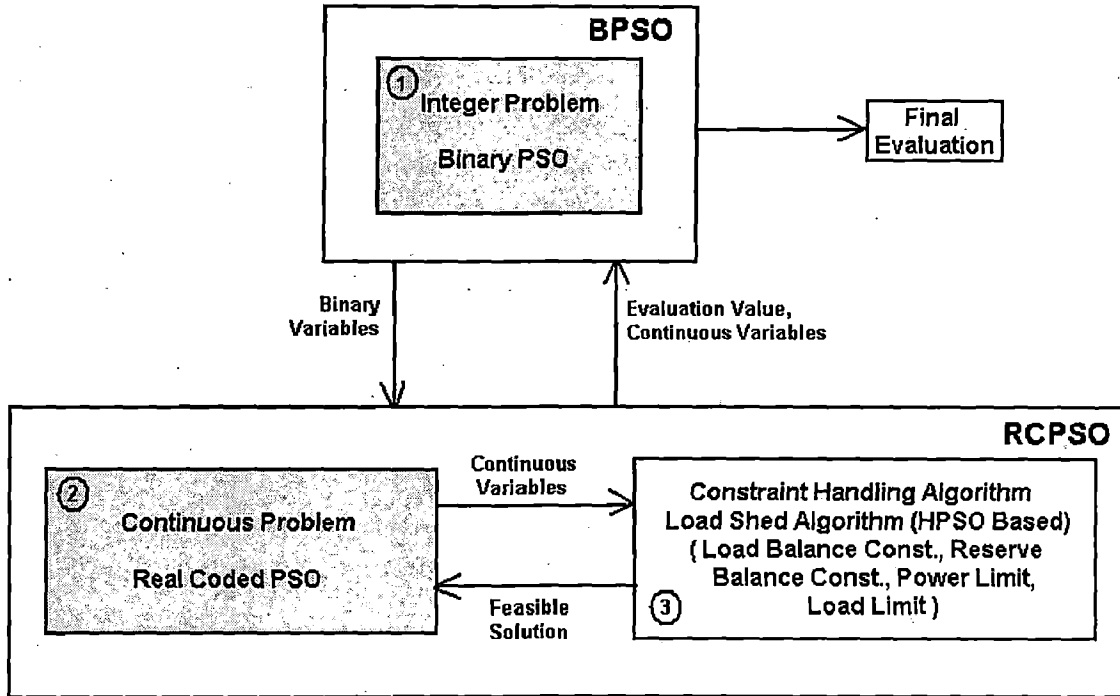 BPSO
1
Integer Problem
Binary PSO
Final
Evaluation
Binary
Variables
Evaluation Value,
Continuous Variables
RCPSO
2
Continuous Problem
Real Coded PSO
Continuous
Variables
Feasible
Solution
Constraint Handling Algorithm
Load Shed Algorithm (HPSO Based)
( Load Balance Const., Reserve
Balance Const., Power Limit,
Load Limit )
3